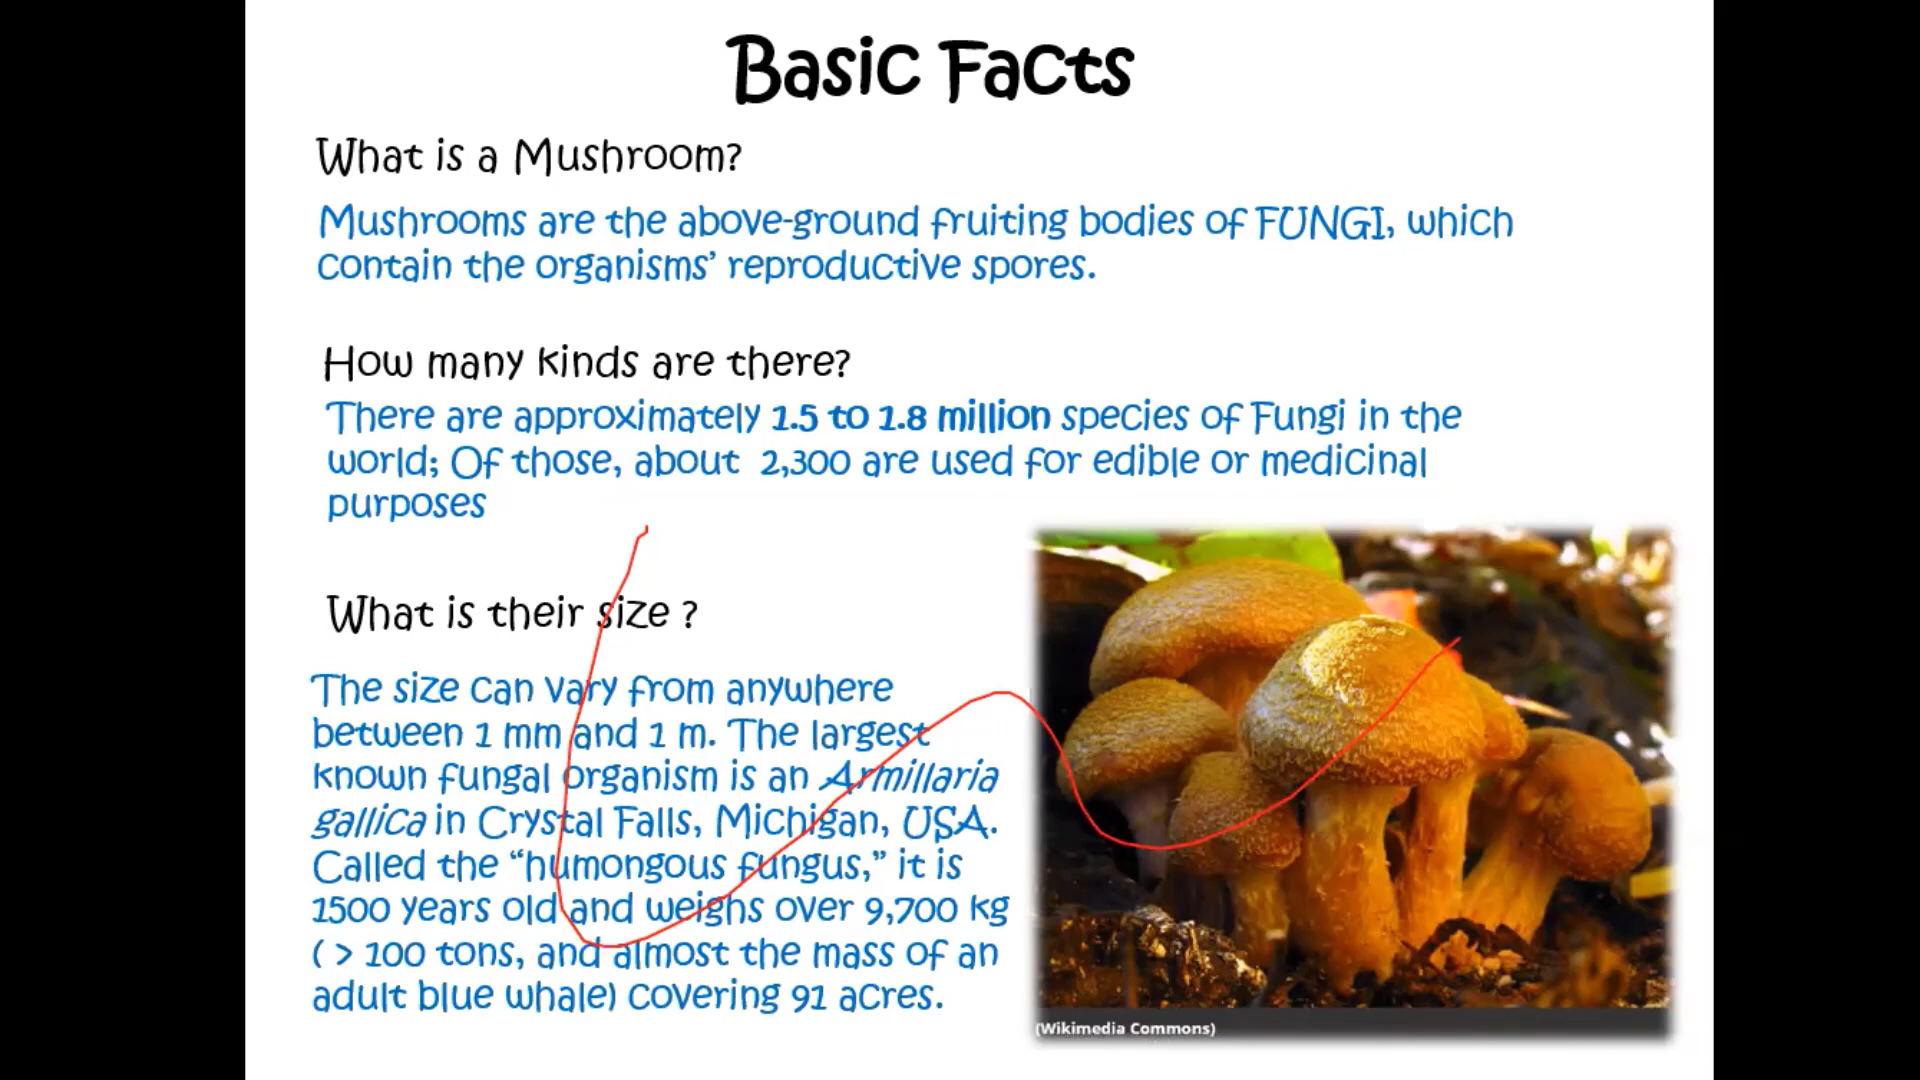 Basic Facts
What is a Mushroom?
Mushrooms are the above-ground fruiting bodies of FUNGI, which
contain the organisms’ reproductive spores.
How many kinds are there?
There are approximately 1.5 to 1.8 million species of Fungi in the
world; Of those, about 2,300 are used for edible or medicinal
purposes
What is their size ?
The size can vary from anywhere
between 1 mm and 1 m. The largest
known fungal organism is an Armillaria
gallica in Crystal Falls, Michigan, USA.
Called the “humongous fungus,” it is
1500 years old and weighs over 9,700 kg
( > 100 tons, and almost the mass of an
adult blue whale) covering 91 acres.
(Wikimedia Commons)